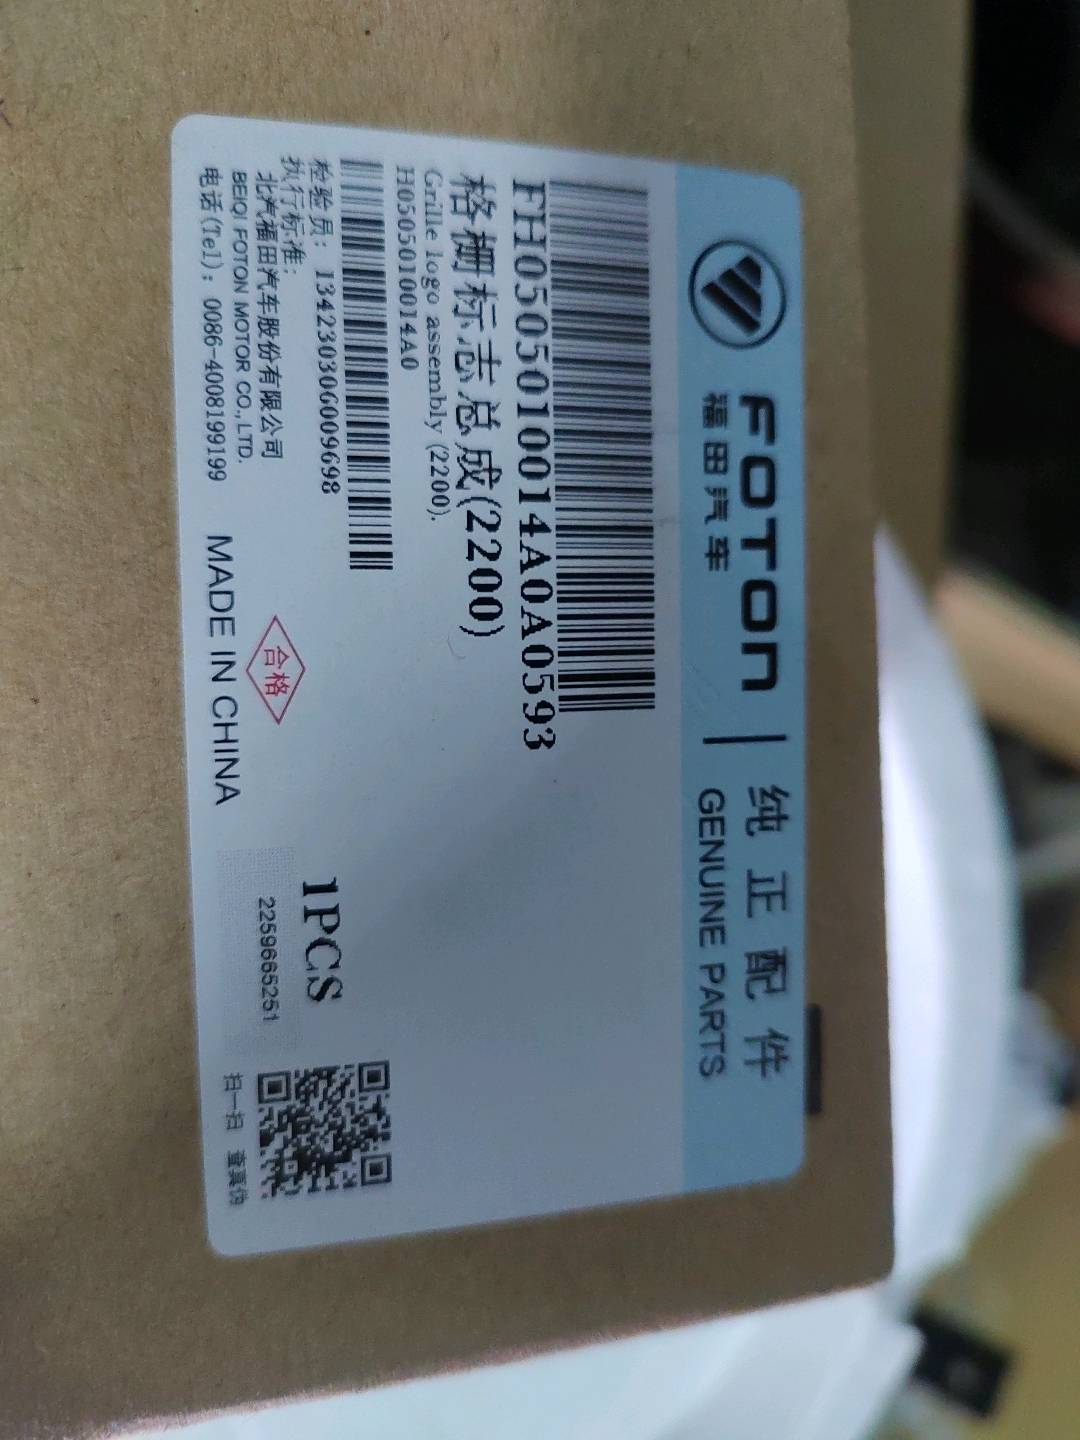 FOTON
福田汽车
纯正配件
GENUINE PARTS
FH0505010014A0A0593
格栅标志总成(2200)
Grille logo assembly (2200).
H0505010014A0
检验员: 1342303060009698
执行标准:
合格
1PCS
2259665251
北汽福田汽车股份有限公司
BEIQI FOTON MOTOR CO.,LTD.
电话(Tel): 0086-4008199199
MADE IN CHINA
扫一扫 查真伪